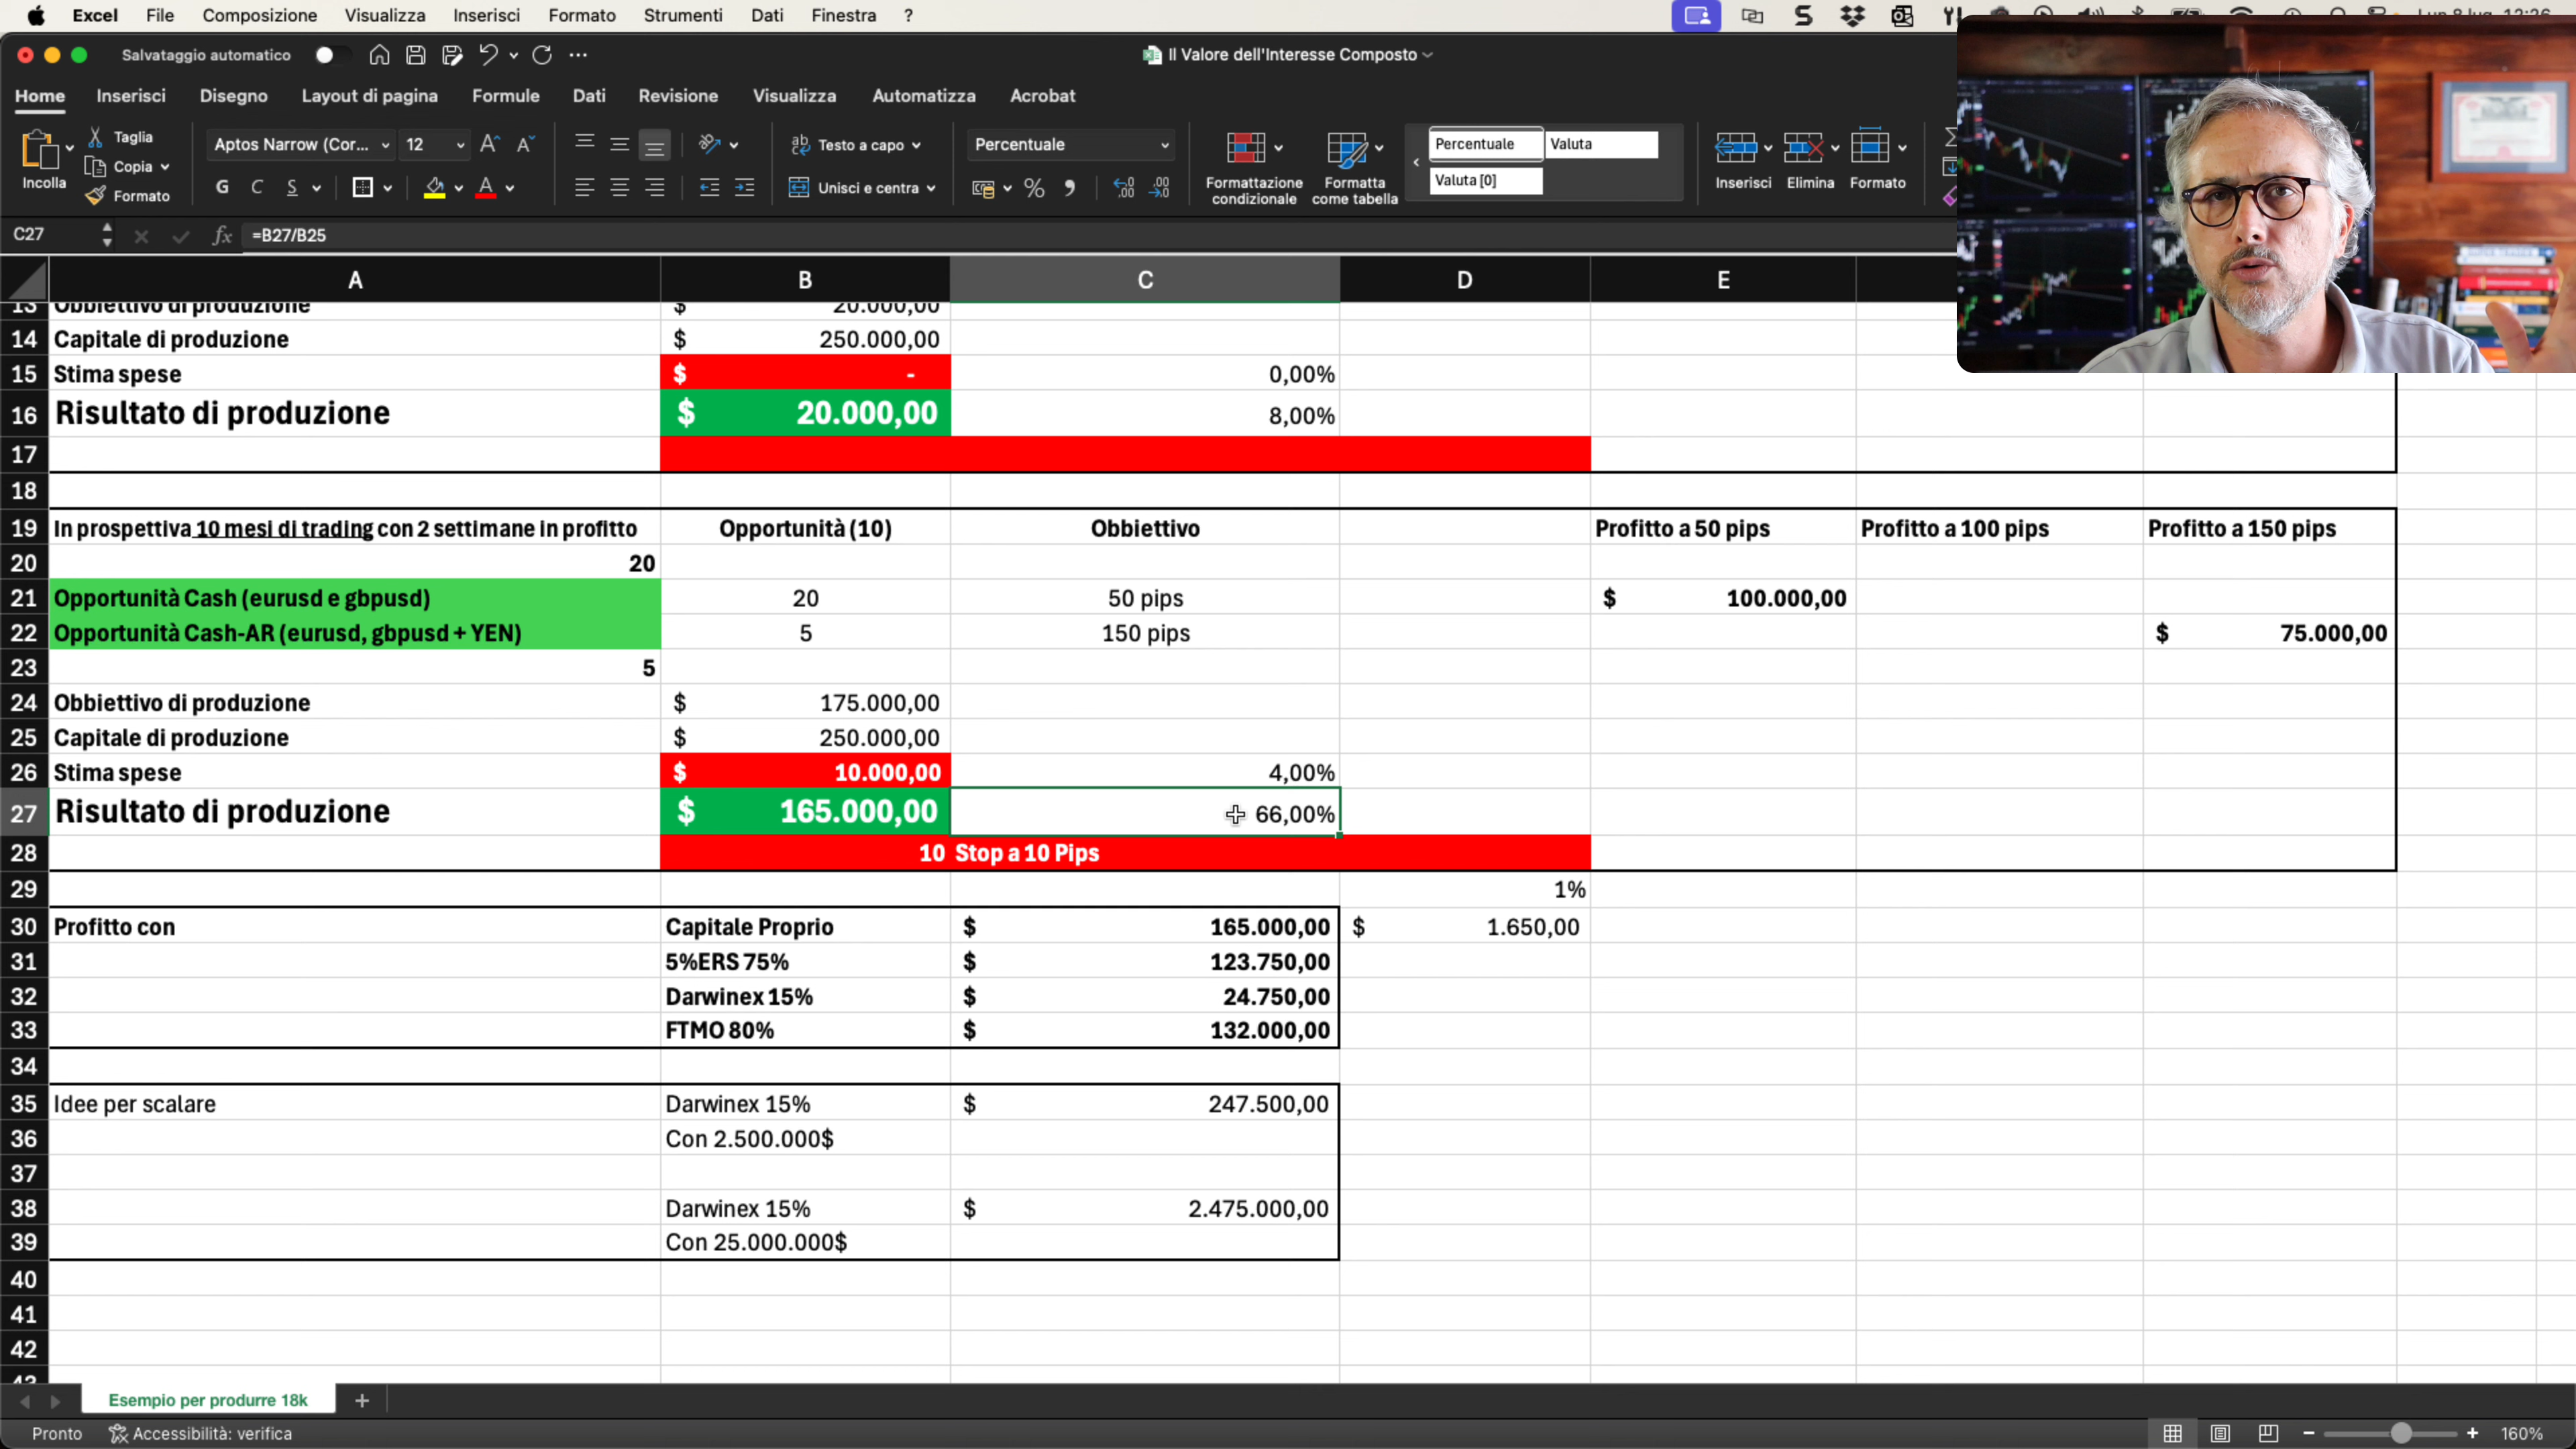 Excel File Composizione Visualizza Inserisci Formato Strumenti Dati Finestra ?
Salvataggio automatico
Il Valore dell'Interesse Composto
Home Inserisci Disegno Layout di pagina Formule Dati Revisione Visualizza Automatizza Acrobat
Incolla
Taglia
Copia
Formato
Aptos Narrow (Cor... 12
G C S
Testo a capo
Unisci e centra
Percentuale
Formattazione condizionale
Formatta come tabella
Percentuale Valuta
Valuta [0]
Inserisci Elimina Formato
C27 fx =B27/B25
A B C D E
13 Obbiettivo di produzione $ 20.000,00
14 Capitale di produzione $ 250.000,00
15 Stima spese $ - 0,00%
16 Risultato di produzione $ 20.000,00 8,00%
17
18
19 In prospettiva 10 mesi di trading con 2 settimane in profitto Opportunità (10) Obbiettivo Profitto a 50 pips Profitto a 100 pips Profitto a 150 pips
20 20
21 Opportunità Cash (eurusd e gbpusd) 20 50 pips $ 100.000,00
22 Opportunità Cash-AR (eurusd, gbpusd + YEN) 5 150 pips $ 75.000,00
23 5
24 Obbiettivo di produzione $ 175.000,00
25 Capitale di produzione $ 250.000,00
26 Stima spese $ 10.000,00 4,00%
27 Risultato di produzione $ 165.000,00 66,00%
28 10 Stop a 10 Pips
29 1%
30 Profitto con Capitale Proprio $ 165.000,00 $ 1.650,00
31 5%ERS 75% $ 123.750,00
32 Darwinex 15% $ 24.750,00
33 FTMO 80% $ 132.000,00
34
35 Idee per scalare Darwinex 15% $ 247.500,00
36 Con 2.500.000$
37
38 Darwinex 15% $ 2.475.000,00
39 Con 25.000.000$
40
41
42
Esempio per produrre 18k
Pronto Accessibilità: verifica 160%